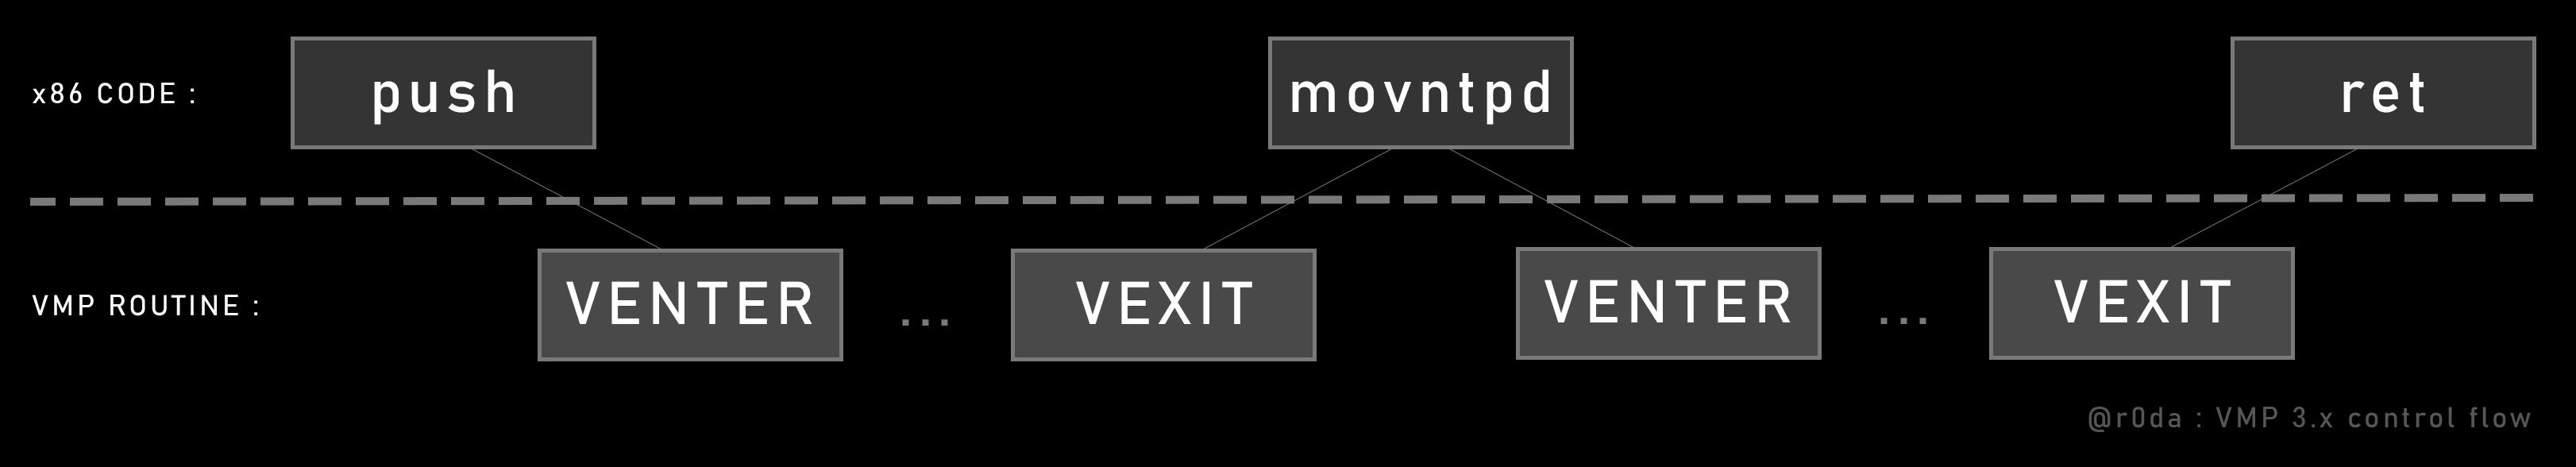 x86 CODE : push movntpd ret
VMP ROUTINE : VENTER ... VEXIT VENTER ... VEXIT
@r0da : VMP 3.x control flow